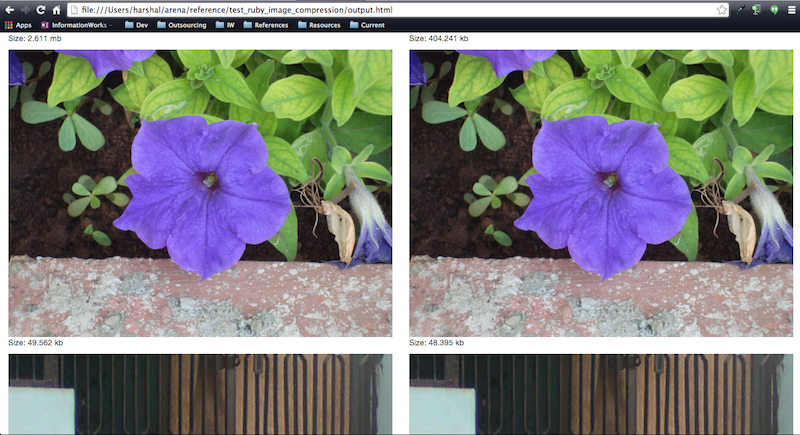 file:///Users/harshal/arena/reference/test_ruby_image_compression/output.html
Apps InformationWorks - Dev Outsourcing IW References Resources Current
Size: 2.611 mb Size: 404.241 kb
Size: 49.562 kb Size: 48.395 kb